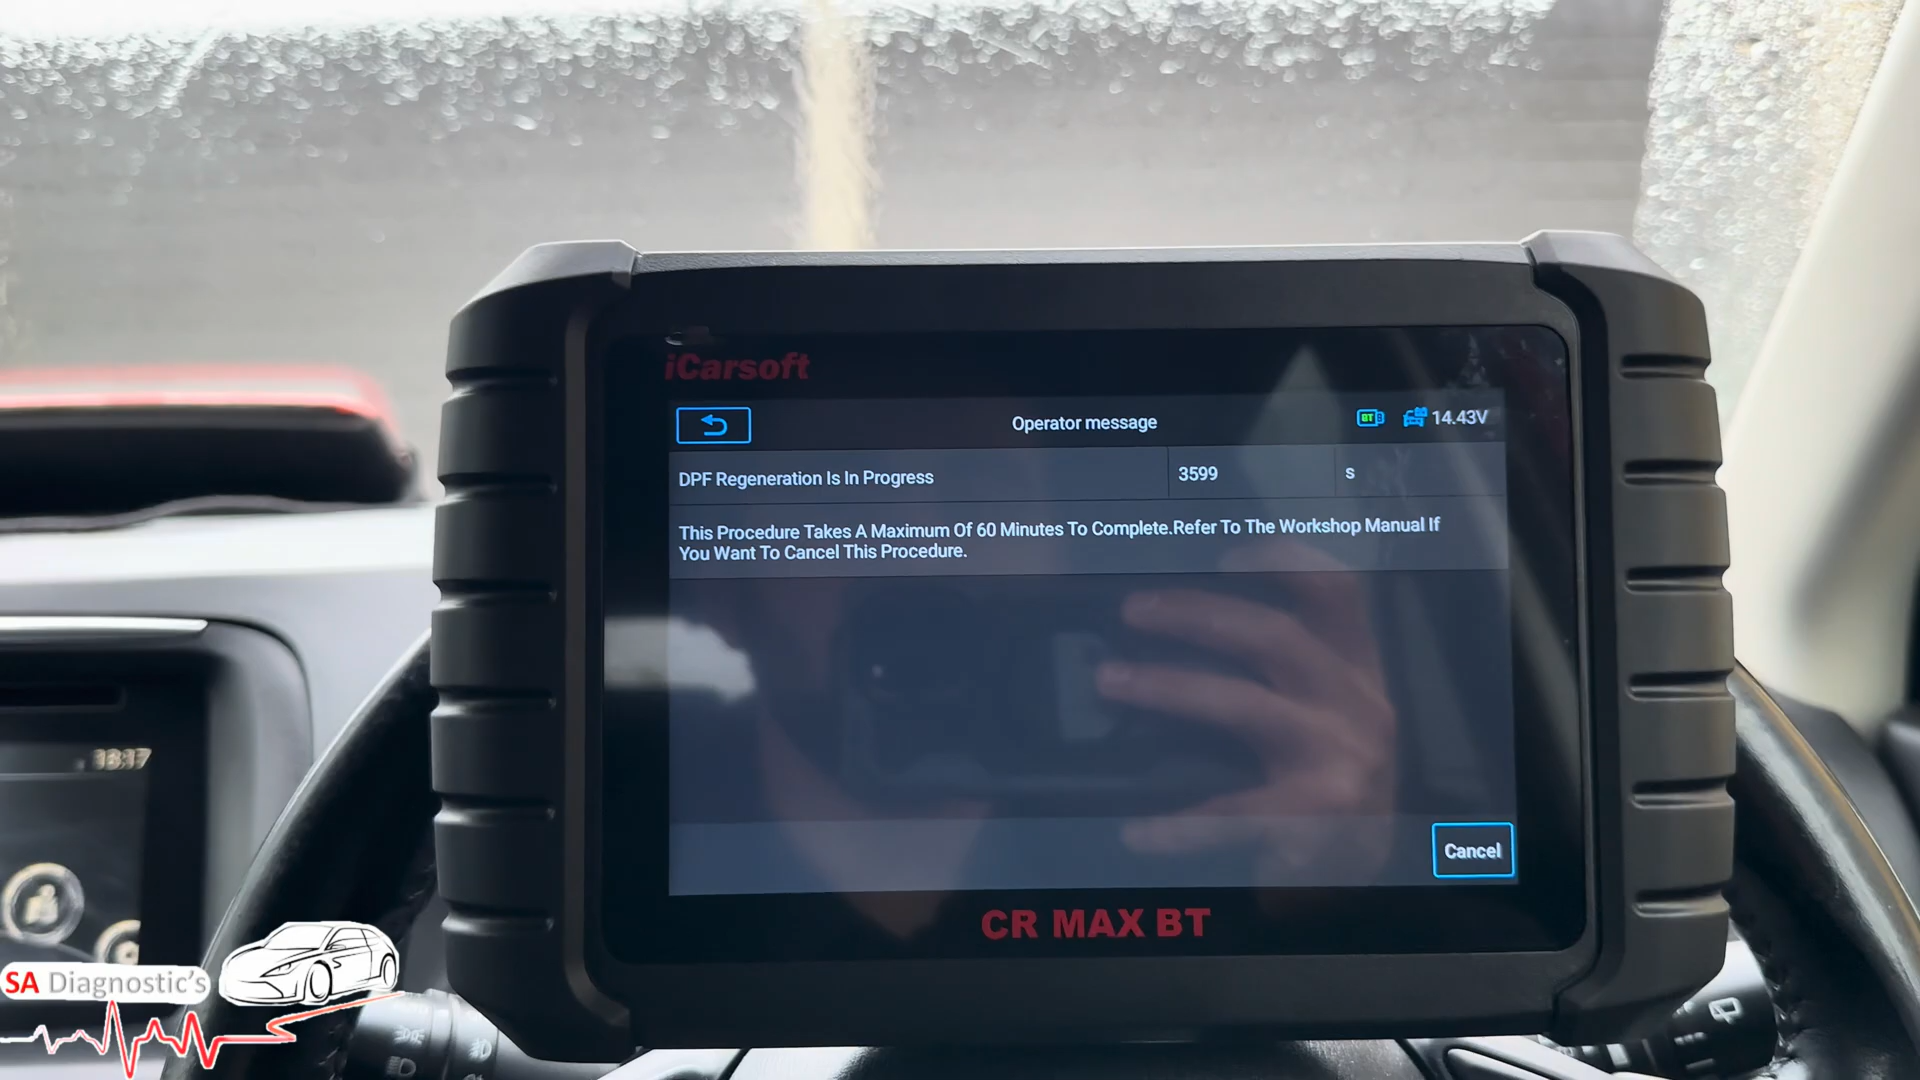 iCarsoft
Operator message
BT
14.43V
DPF Regeneration Is In Progress
3599
s
This Procedure Takes A Maximum Of 60 Minutes To Complete.Refer To The Workshop Manual If
You Want To Cancel This Procedure.
Cancel
CR MAX BT
SA Diagnostic's